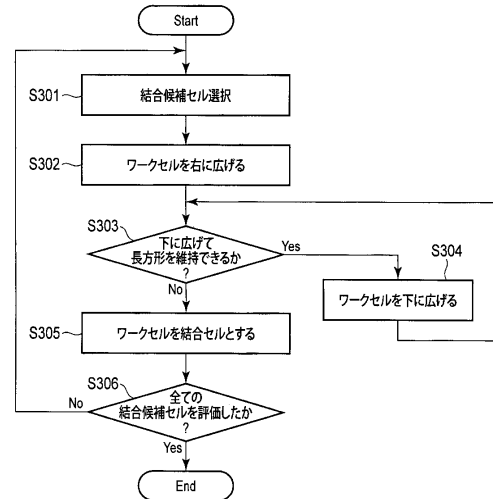 Start
S301
結合候補セル選択
S302
ワークセルを右に広げる
S303
下に広げて
長方形を維持できるか
?
Yes
No
S304
ワークセルを下に広げる
S305
ワークセルを結合セルとする
S306
全ての
結合候補セルを評価したか
?
No
Yes
End